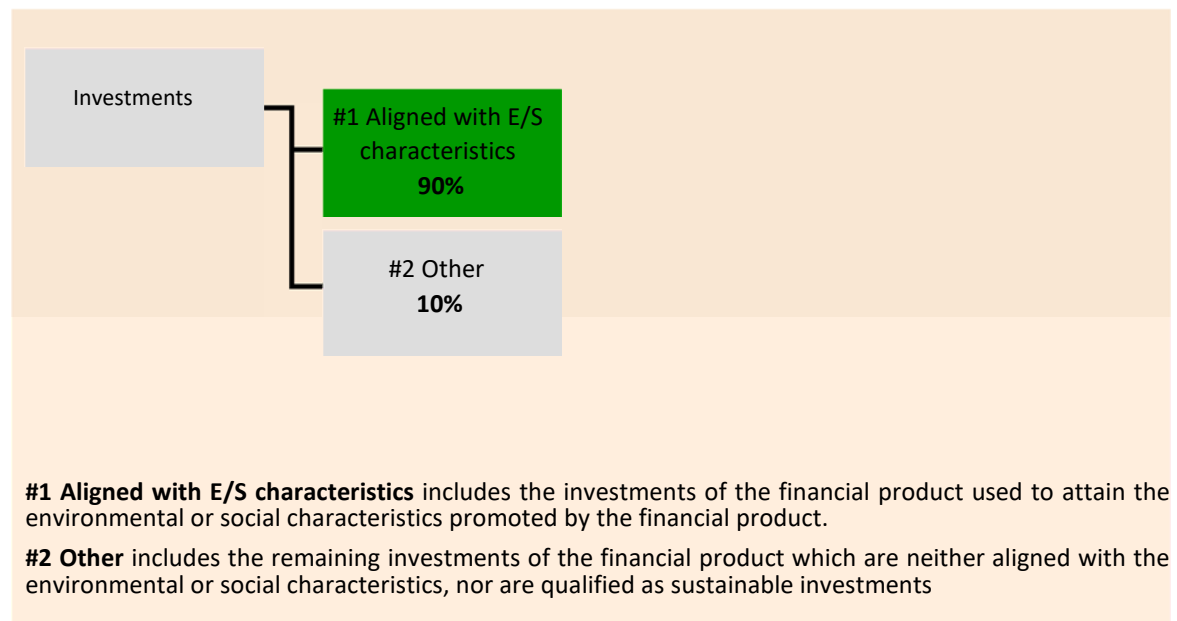 Investments
#1 Aligned with E/S
characteristics
90%
#2 Other
10%
#1 Aligned with E/S characteristics includes the investments of the financial product used to attain the
environmental or social characteristics promoted by the financial product.
#2 Other includes the remaining investments of the financial product which are neither aligned with the
environmental or social characteristics, nor are qualified as sustainable investments